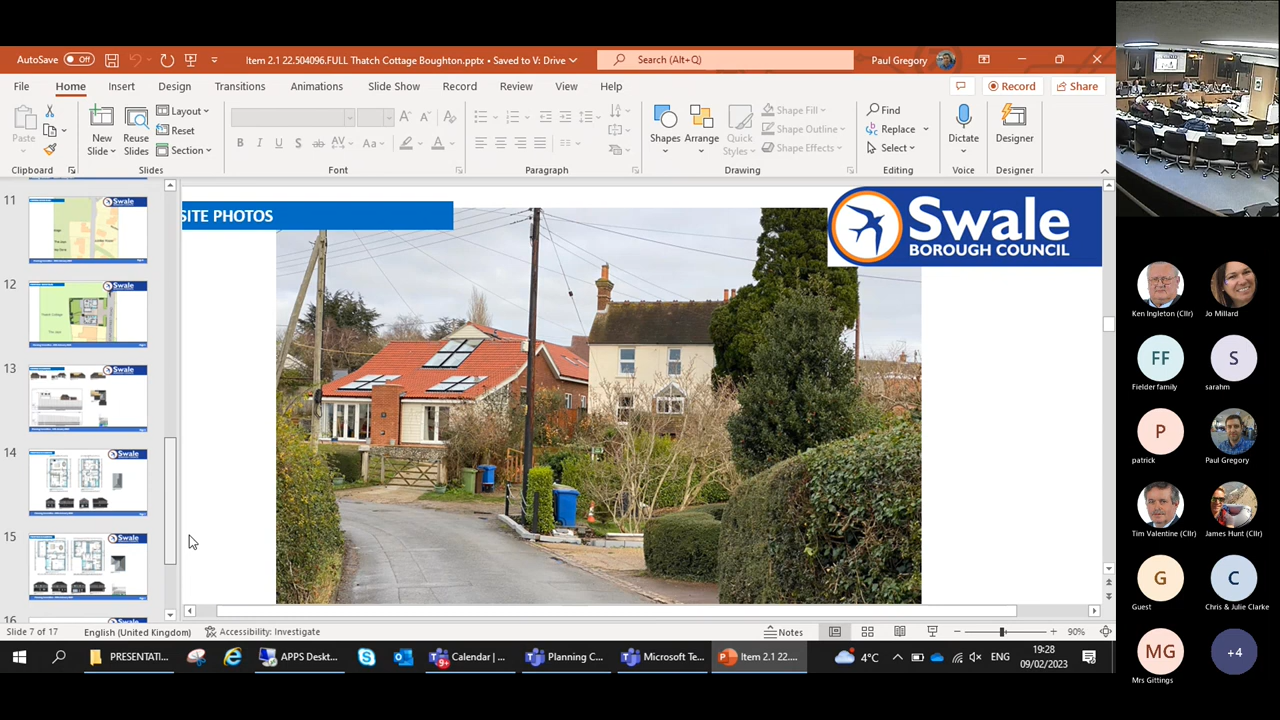 AutoSave Off
Item 2.1 22.504096.FULL Thatch Cottage Boughton.pptx • Saved to V: Drive
Search (Alt+Q)
Paul Gregory
File Home Insert Draw Design Transitions Animations Slide Show Record Review View Help
Record Share
Paste
New Slide
Reuse Slides
Layout
Reset
Section
Shapes
Arrange
Quick Styles
Shape Fill
Shape Outline
Shape Effects
Find
Replace
Select
Dictate
Designer
Clipboard Slides Font Paragraph Drawing Editing Voice Designer
11
12
13
14
15
16
SITE PHOTOS
Swale
BOROUGH COUNCIL
Slide 7 of 17 English (United Kingdom) Accessibility: Investigate
Notes
90%
PRESENTATI...
APPS Deskt...
Calendar | ...
Planning C...
Microsoft Te...
Item 2.1 22....
4°C
ENG
19:28
09/02/2023
Ken Ingleton (Cllr) Jo Millard
FF S
Fielder family sarahm
P
patrick Paul Gregory
Tim Valentine (Cllr) James Hunt (Cllr)
G C
Guest Chris & Julie Clarke
MG +4
Mrs Gittings